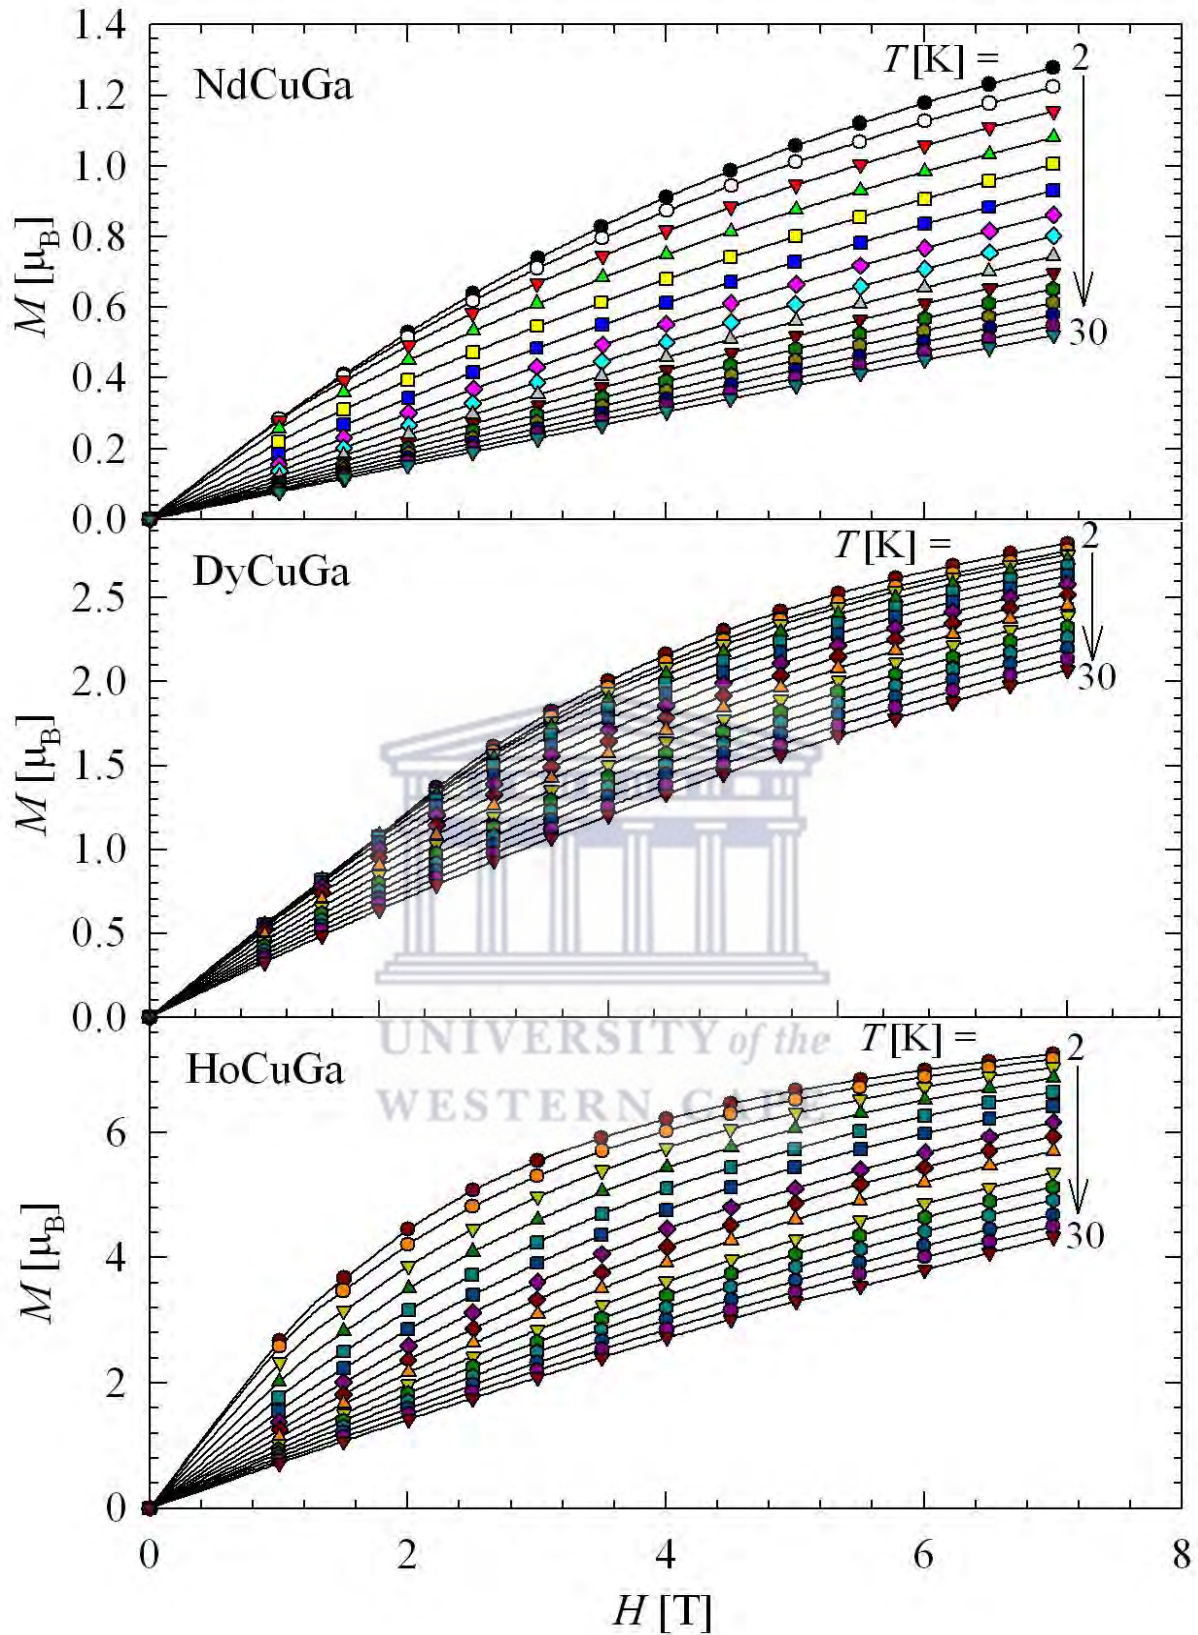 1.4
T[K] =
2
NdCuGa
1.2
1.0
M [μB]
0.8
0.6
30
0.4
0.2
0.0
T[K] =
2
DyCuGa
2.5
2.0
30
M [μB]
1.5
1.0
0.5
0.0
UNIVERSITY of the
WESTERN CAPE
T[K] =
2
HoCuGa
6
M [μB]
4
30
2
0
0
2
4
6
8
H [T]